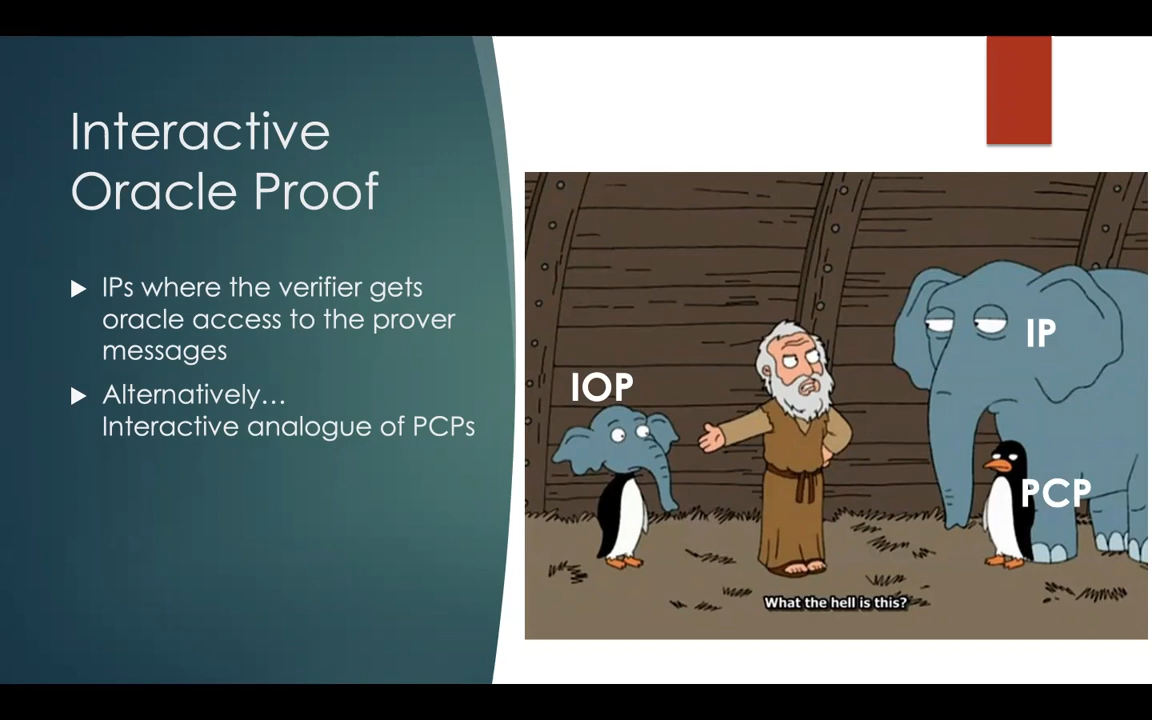 Interactive
Oracle Proof
▶ IPs where the verifier gets
oracle access to the prover
messages
▶ Alternatively…
Interactive analogue of PCPs
IOP
IP
PCP
What the hell is this?